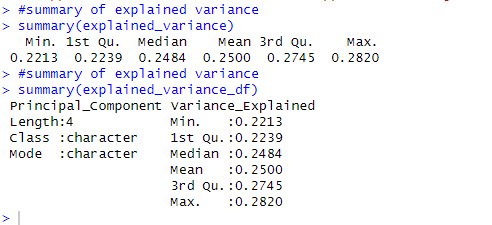 > #summary of explained variance
> summary(explained_variance)
   Min. 1st Qu.  Median    Mean 3rd Qu.    Max.
 0.2213  0.2239  0.2484  0.2500  0.2745  0.2820
> #summary of explained variance
> summary(explained_variance_df)
 Principal_Component Variance_Explained
 Length:4            Min.   :0.2213
 Class :character    1st Qu.:0.2239
 Mode  :character    Median :0.2484
                     Mean   :0.2500
                     3rd Qu.:0.2745
                     Max.   :0.2820
>